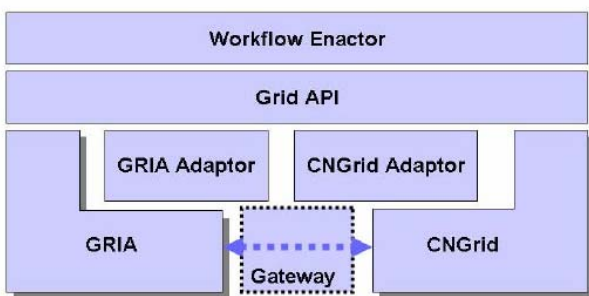 Workflow Enactor
Grid API
GRIA Adaptor
CNGrid Adaptor
GRIA
CNGrid
Gateway